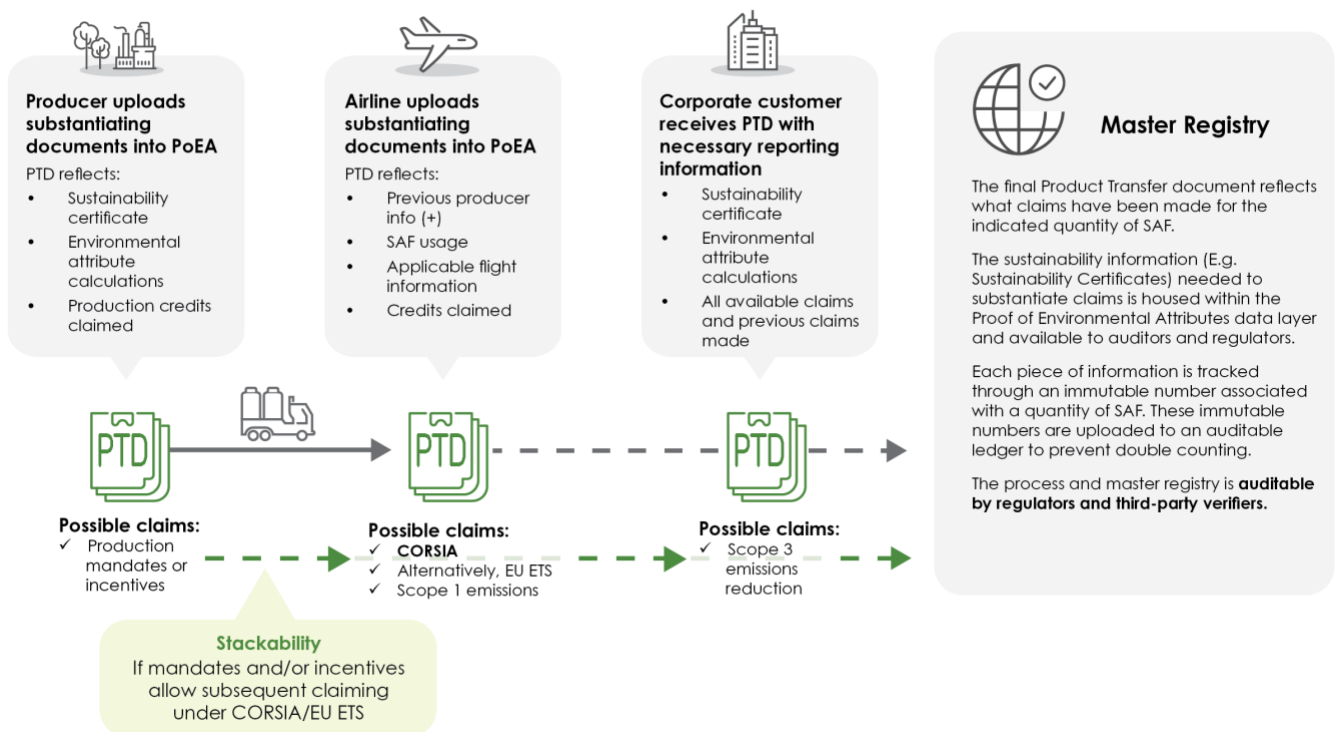 Producer uploads
substantiating
documents into PoEA
PTD reflects:
• Sustainability
certificate
• Environmental
attribute
calculations
• Production credits
claimed
Airline uploads
substantiating
documents into PoEA
PTD reflects:
• Previous producer
info (+)
• SAF usage
• Applicable flight
information
• Credits claimed
Corporate customer
receives PTD with
necessary reporting
information
• Sustainability
certificate
• Environmental
attribute
calculations
• All available claims
and previous claims
made
Master Registry
The final Product Transfer document reflects
what claims have been made for the
indicated quantity of SAF.
The sustainability information (E.g.
Sustainability Certificates) needed to
substantiate claims is housed within the
Proof of Environmental Attributes data layer
and available to auditors and regulators.
Each piece of information is tracked
through an immutable number associated
with a quantity of SAF. These immutable
numbers are uploaded to an auditable
ledger to prevent double counting.
The process and master registry is auditable
by regulators and third-party verifiers.
PTD
PTD
PTD
Possible claims:
✓ Production
mandates or
incentives
Possible claims:
✓ CORSIA
✓ Alternatively, EU ETS
✓ Scope 1 emissions
Possible claims:
✓ Scope 3
emissions
reduction
Stackability
If mandates and/or incentives
allow subsequent claiming
under CORSIA/EU ETS